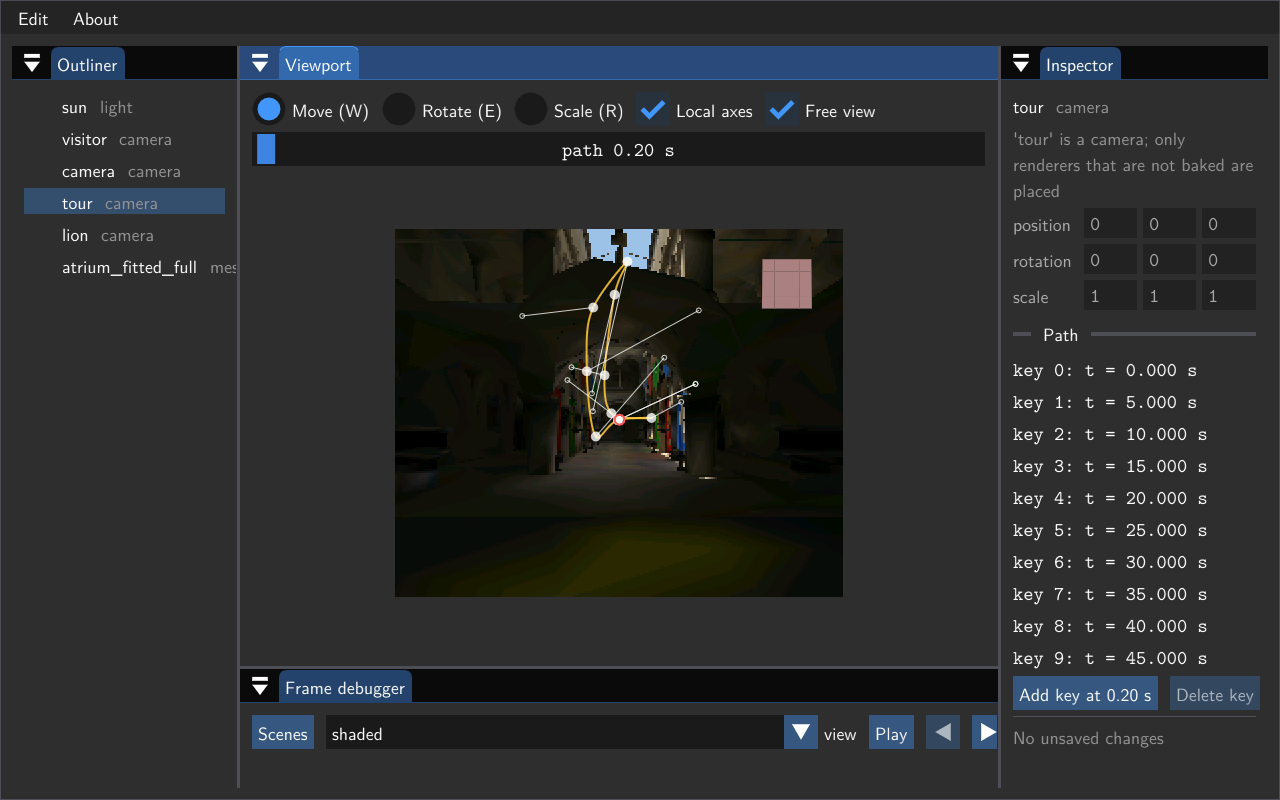 Edit About
Outliner
sun light
visitor camera
camera camera
tour camera
lion camera
atrium_fitted_full mes
Viewport
Move (W) Rotate (E) Scale (R) Local axes Free view
path 0.20 s
Frame debugger
Scenes shaded view Play
Inspector
tour camera
'tour' is a camera; only
renderers that are not baked are
placed
position 0 0 0
rotation 0 0 0
scale 1 1 1
Path
key 0: t = 0.000 s
key 1: t = 5.000 s
key 2: t = 10.000 s
key 3: t = 15.000 s
key 4: t = 20.000 s
key 5: t = 25.000 s
key 6: t = 30.000 s
key 7: t = 35.000 s
key 8: t = 40.000 s
key 9: t = 45.000 s
Add key at 0.20 s Delete key
No unsaved changes